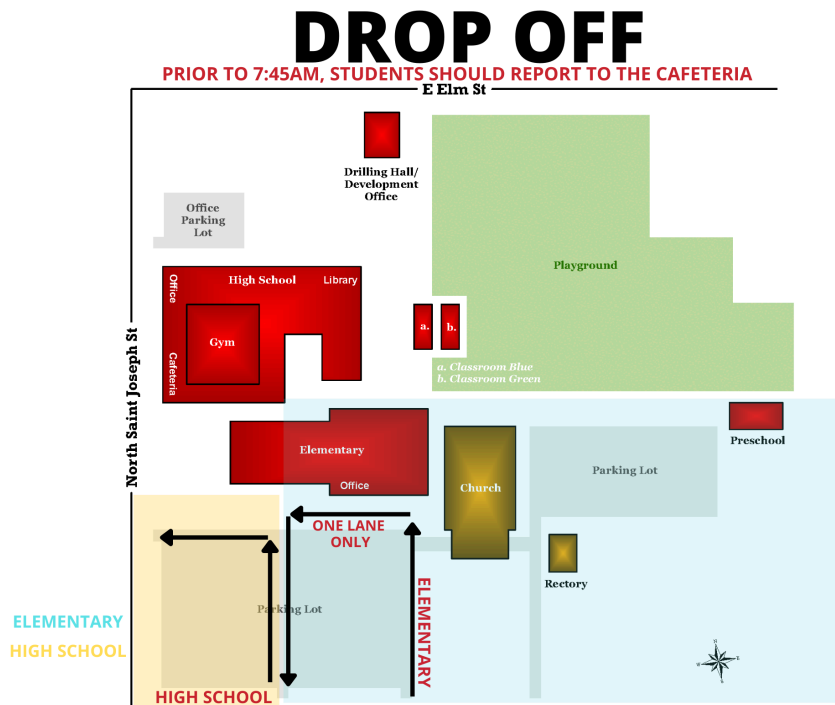 DROP OFF
PRIOR TO 7:45AM, STUDENTS SHOULD REPORT TO THE CAFETERIA
E Elm St
Drilling Hall/
Development
Office
Office
Parking
Lot
Playground
Office
High School
Library
Gym
Cafeteria
a.
b.
a. Classroom Blue
b. Classroom Green
North Saint Joseph St
Preschool
Elementary
Office
Church
Parking Lot
ONE LANE
ONLY
Rectory
Parking Lot
ELEMENTARY
ELEMENTARY
HIGH SCHOOL
HIGH SCHOOL
N
E
S
W